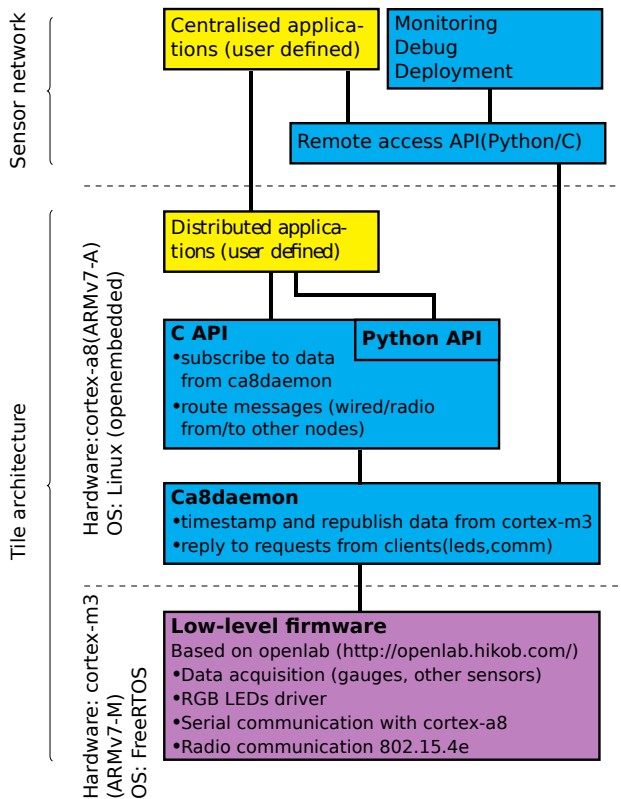 Sensor network
Centralised applic-
ations (user defined)
Monitoring
Debug
Deployment
Remote access API(Python/C)
Tile architecture
Hardware:cortex-a8(ARMv7-A)
OS: Linux (openembedded)
Distributed applica-
tions (user defined)
C API
Python API
•subscribe to data
from ca8daemon
•route messages (wired/radio
from/to other nodes)
Ca8daemon
•timestamp and republish data from cortex-m3
•reply to requests from clients(leds,comm)
Hardware: cortex-m3
(ARMv7-M)
OS: FreeRTOS
Low-level firmware
Based on openlab (http://openlab.hikob.com/)
•Data acquisition (gauges, other sensors)
•RGB LEDs driver
•Serial communication with cortex-a8
•Radio communication 802.15.4e